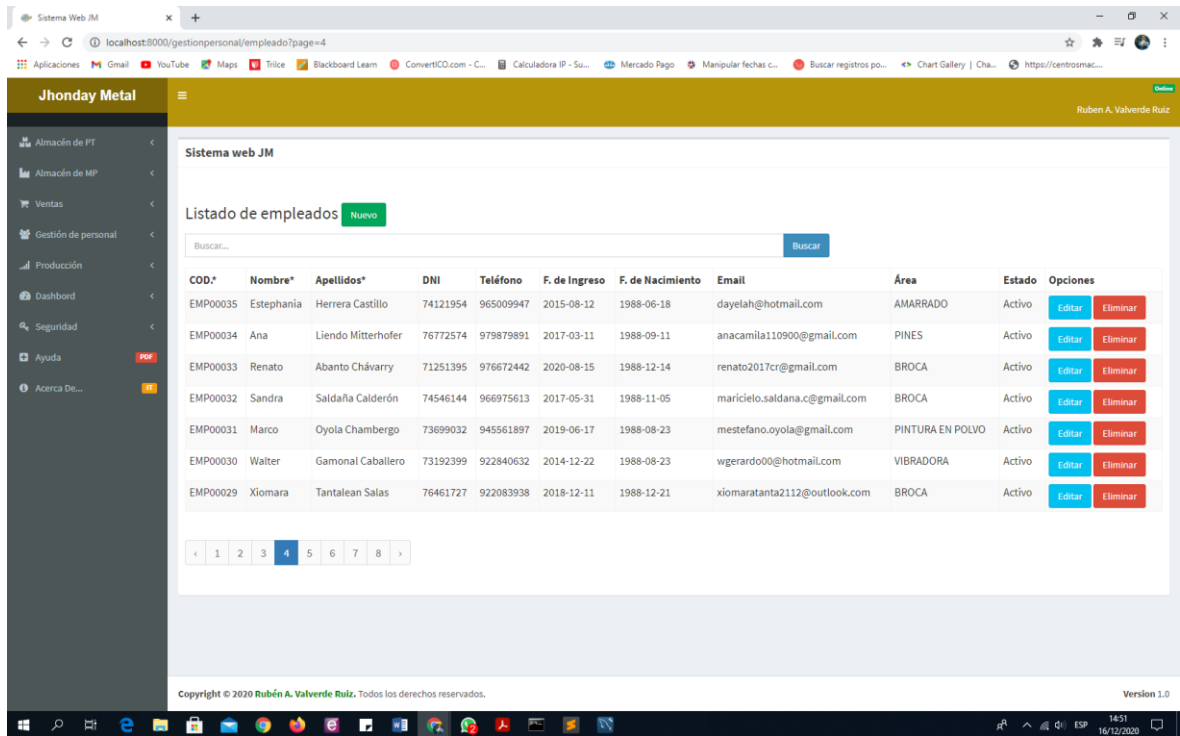 Sistema Web JM
localhost:8000/gestionpersonal/empleado?page=4
Aplicaciones Gmail YouTube Maps Trilce Blackboard Learn ConvertICO.com - C... Calculadora IP - Su... Mercado Pago Manipular fechas c... Buscar registros po... Chart Gallery | Cha... https://centrosmac....
Jhonday Metal
Online
Ruben A. Valverde Ruiz
Almacén de PT
Almacén de MP
Ventas
Gestión de personal
Producción
Dashbord
Seguridad
Ayuda PDF
Acerca De... IT
Sistema web JM
Listado de empleados Nuevo
Buscar... Buscar
COD.* Nombre* Apellidos* DNI Teléfono F. de Ingreso F. de Nacimiento Email Área Estado Opciones
EMP00035 Estephania Herrera Castillo 74121954 965009947 2015-08-12 1988-06-18 dayelah@hotmail.com AMARRADO Activo Editar Eliminar
EMP00034 Ana Liendo Mitterhofer 76772574 979879891 2017-03-11 1988-09-11 anacamila110900@gmail.com PINES Activo Editar Eliminar
EMP00033 Renato Abanto Chávarry 71251395 976672442 2020-08-15 1988-12-14 renato2017cr@gmail.com BROCA Activo Editar Eliminar
EMP00032 Sandra Saldaña Calderón 74546144 966975613 2017-05-31 1988-11-05 maricielo.saldana.c@gmail.com BROCA Activo Editar Eliminar
EMP00031 Marco Oyola Chambergo 73699032 945561897 2019-06-17 1988-08-23 mestefano.oyola@gmail.com PINTURA EN POLVO Activo Editar Eliminar
EMP00030 Walter Gamonal Caballero 73192399 922840632 2014-12-22 1988-08-23 wgerardo00@hotmail.com VIBRADORA Activo Editar Eliminar
EMP00029 Xiomara Tantalean Salas 76461727 922083938 2018-12-11 1988-12-21 xiomaratanta2112@outlook.com BROCA Activo Editar Eliminar
‹ 1 2 3 4 5 6 7 8 ›
Copyright © 2020 Rubén A. Valverde Ruiz. Todos los derechos reservados. Version 1.0
ESP 14:51
16/12/2020